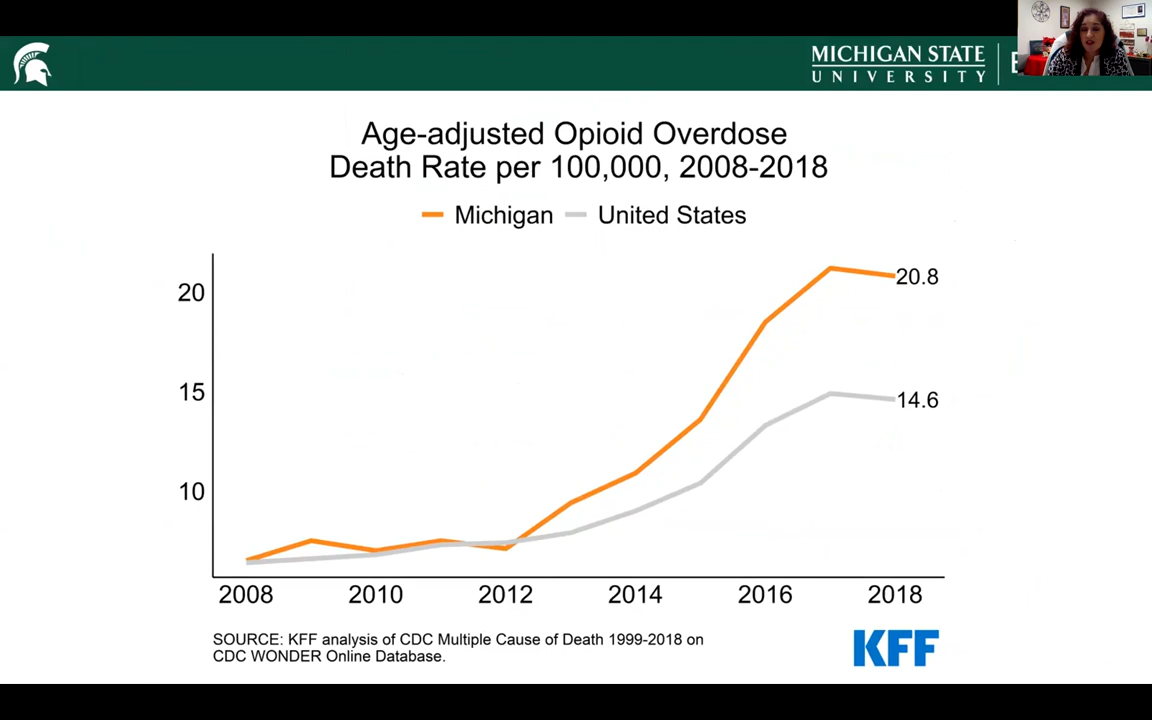 MICHIGAN STATE
UNIVERSITY
Age-adjusted Opioid Overdose
Death Rate per 100,000, 2008-2018
Michigan United States
20
15
10
20.8
14.6
2008 2010 2012 2014 2016 2018
SOURCE: KFF analysis of CDC Multiple Cause of Death 1999-2018 on
CDC WONDER Online Database.
KFF